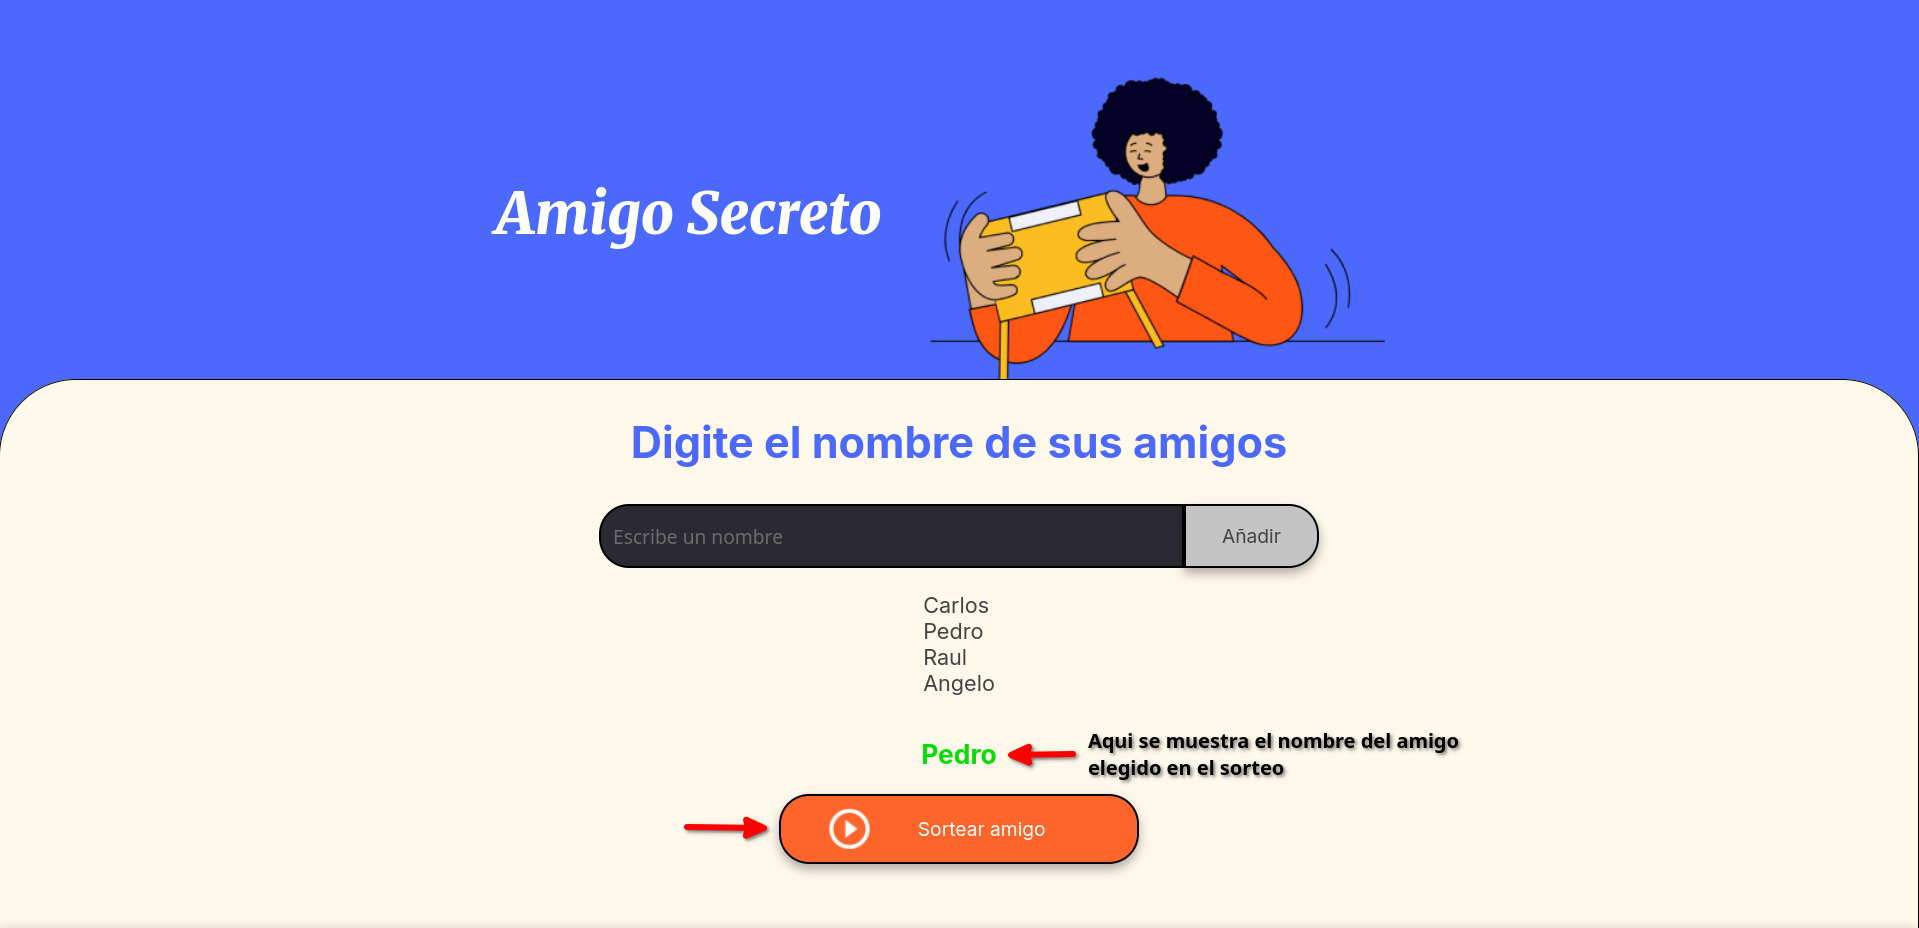 Amigo Secreto
Digite el nombre de sus amigos
Escribe un nombre
Añadir
Carlos
Pedro
Raul
Angelo
Pedro
Aqui se muestra el nombre del amigo
elegido en el sorteo
Sortear amigo